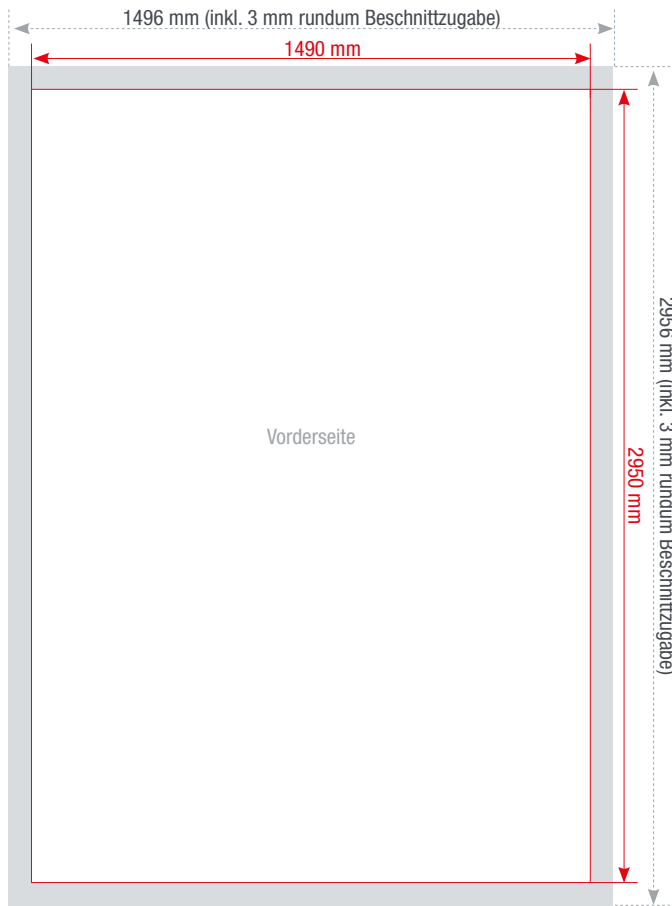 1496 mm (inkl. 3 mm rundum Beschnittzugabe)
1490 mm
Vorderseite
2950 mm
2956 mm (inkl. 3 mm rundum Beschnittzugabe)